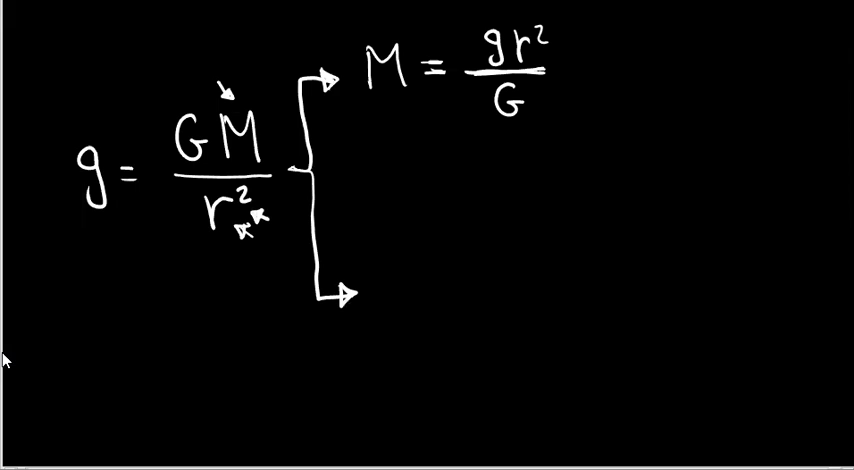 g = GM / r²
M = gr² / G